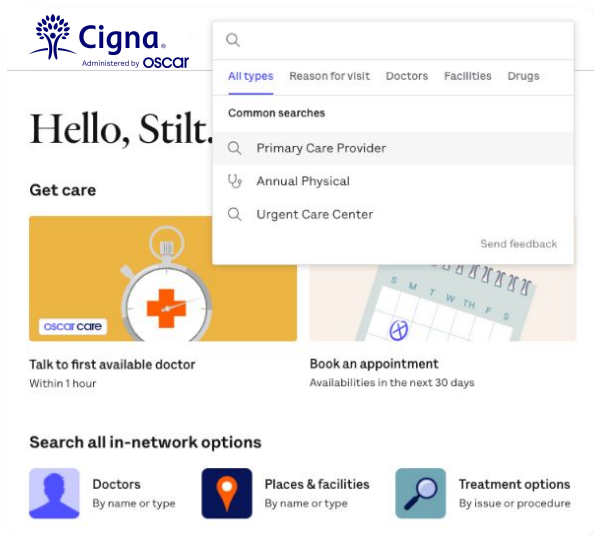 Cigna®
Administered by oscar
All types Reason for visit Doctors Facilities Drugs
Common searches
Primary Care Provider
Annual Physical
Urgent Care Center
Send feedback
Hello, Stilt.
Get care
oscar care
S M T W TH F S
Talk to first available doctor
Within 1 hour
Book an appointment
Availabilities in the next 30 days
Search all in-network options
Doctors
By name or type
Places & facilities
By name or type
Treatment options
By issue or procedure